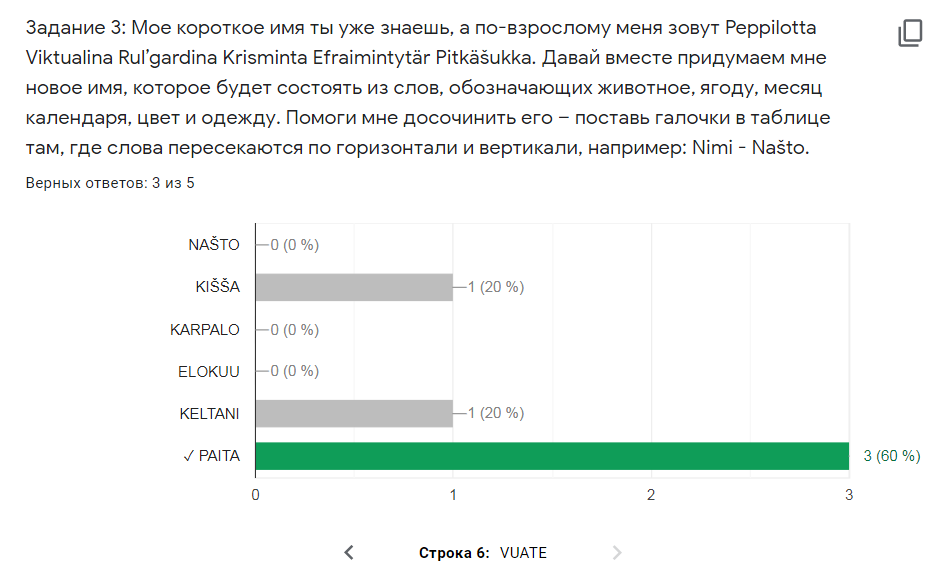 Задание 3: Мое короткое имя ты уже знаешь, а по-взрослому меня зовут Peppilotta
Viktualina Rul’gardina Krisminta Efraimintytär Pitkäšukka. Давай вместе придумаем мне
новое имя, которое будет состоять из слов, обозначающих животное, ягоду, месяц
календаря, цвет и одежду. Помоги мне досочинить его – поставь галочки в таблице
там, где слова пересекаются по горизонтали и вертикали, например: Nimi - Našto.
Верных ответов: 3 из 5
NAŠTO 0 (0 %)
KIŠŠA 1 (20 %)
KARPALO 0 (0 %)
ELOKUU 0 (0 %)
KELTANI 1 (20 %)
✓ PAITA 3 (60 %)
0 1 2 3
Строка 6: VUATE